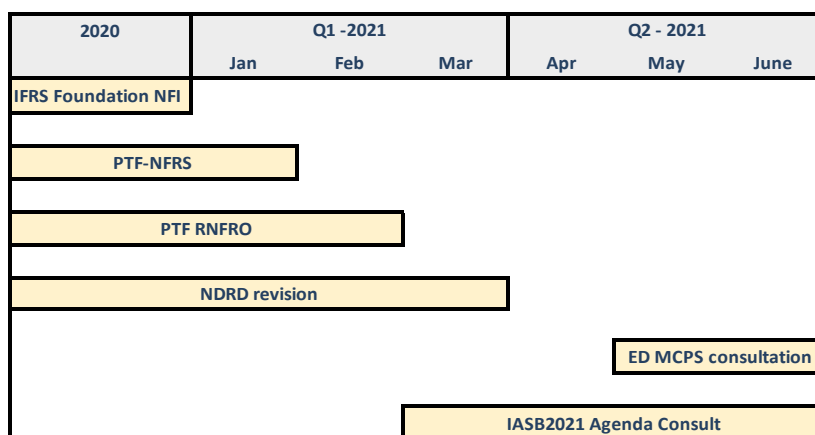 2020 Q1 -2021 Q2 - 2021
Jan Feb Mar Apr May June
IFRS Foundation NFI
PTF-NFRS
PTF RNFRO
NDRD revision
ED MCPS consultation
IASB2021 Agenda Consult